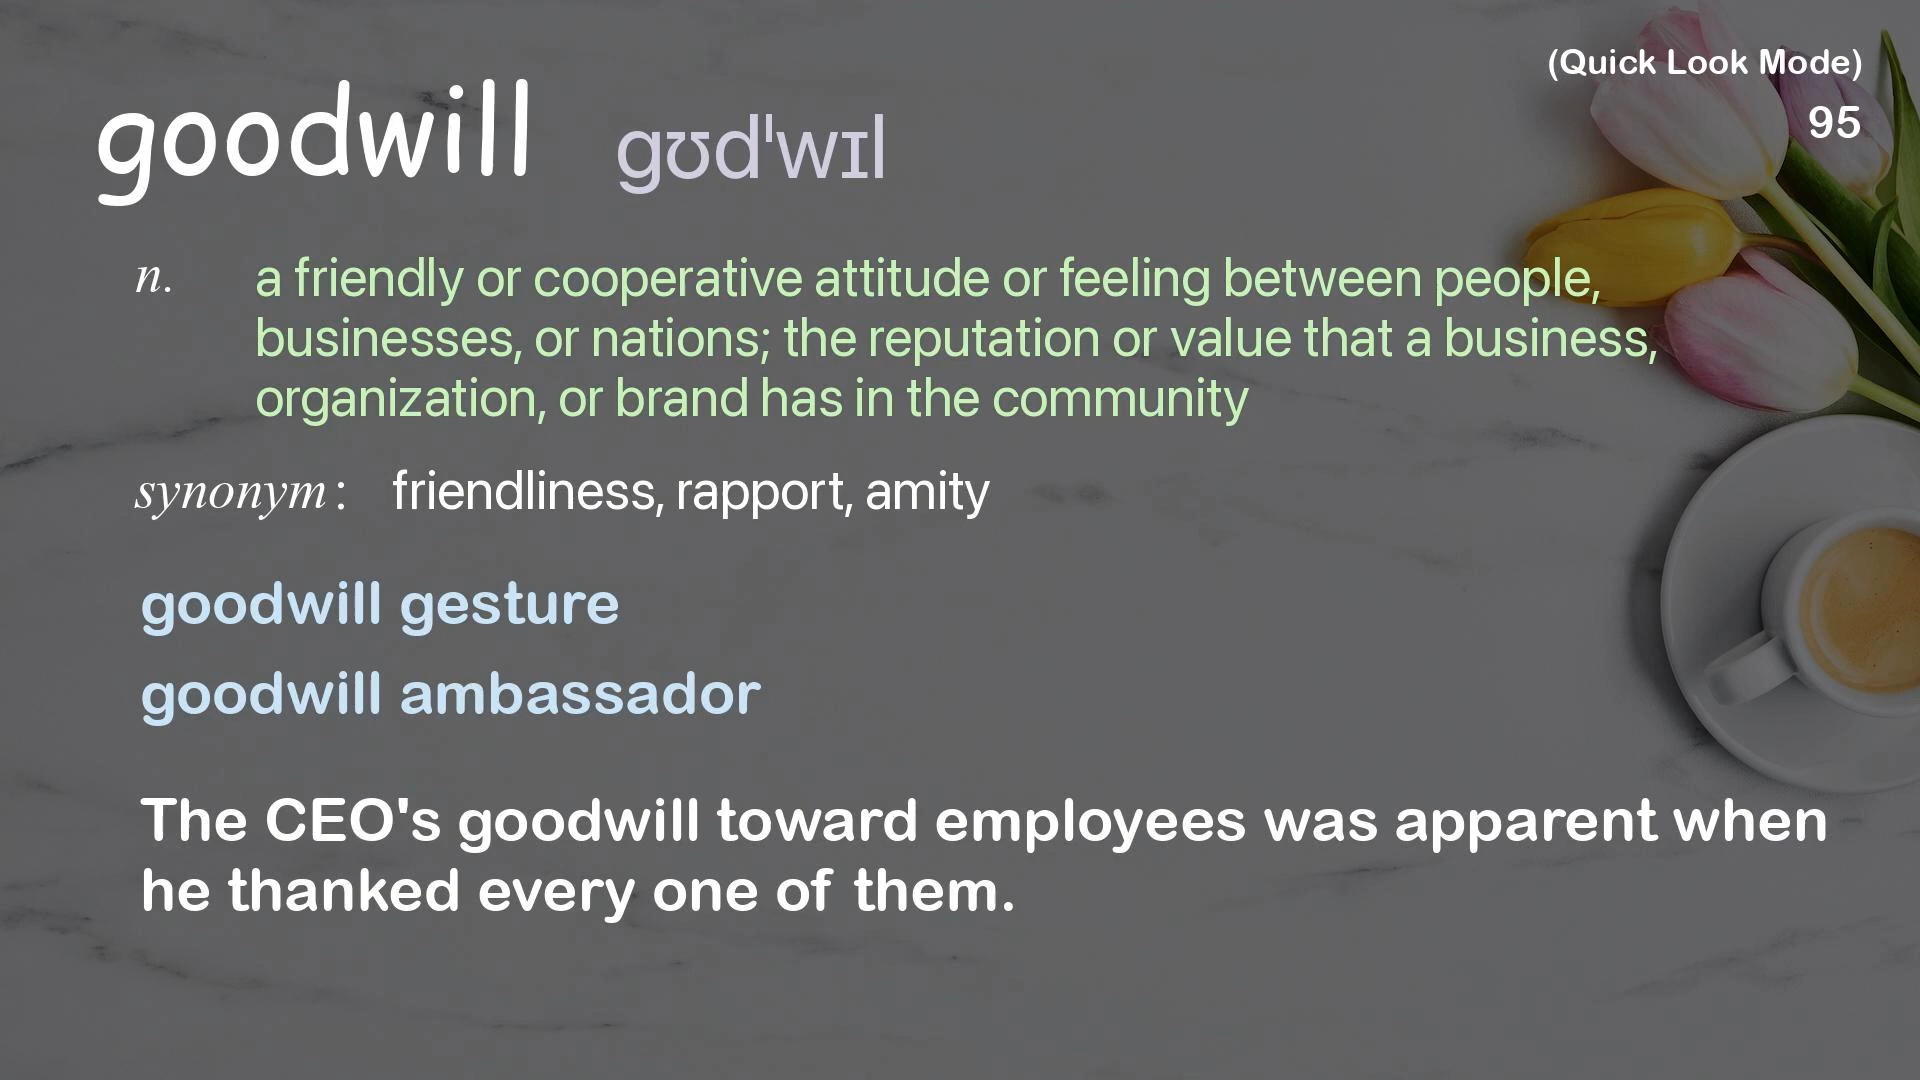 (Quick Look Mode)
95
goodwill gʊdˈwɪl
n. a friendly or cooperative attitude or feeling between people,
businesses, or nations; the reputation or value that a business,
organization, or brand has in the community
synonym: friendliness, rapport, amity
goodwill gesture
goodwill ambassador
The CEO's goodwill toward employees was apparent when
he thanked every one of them.